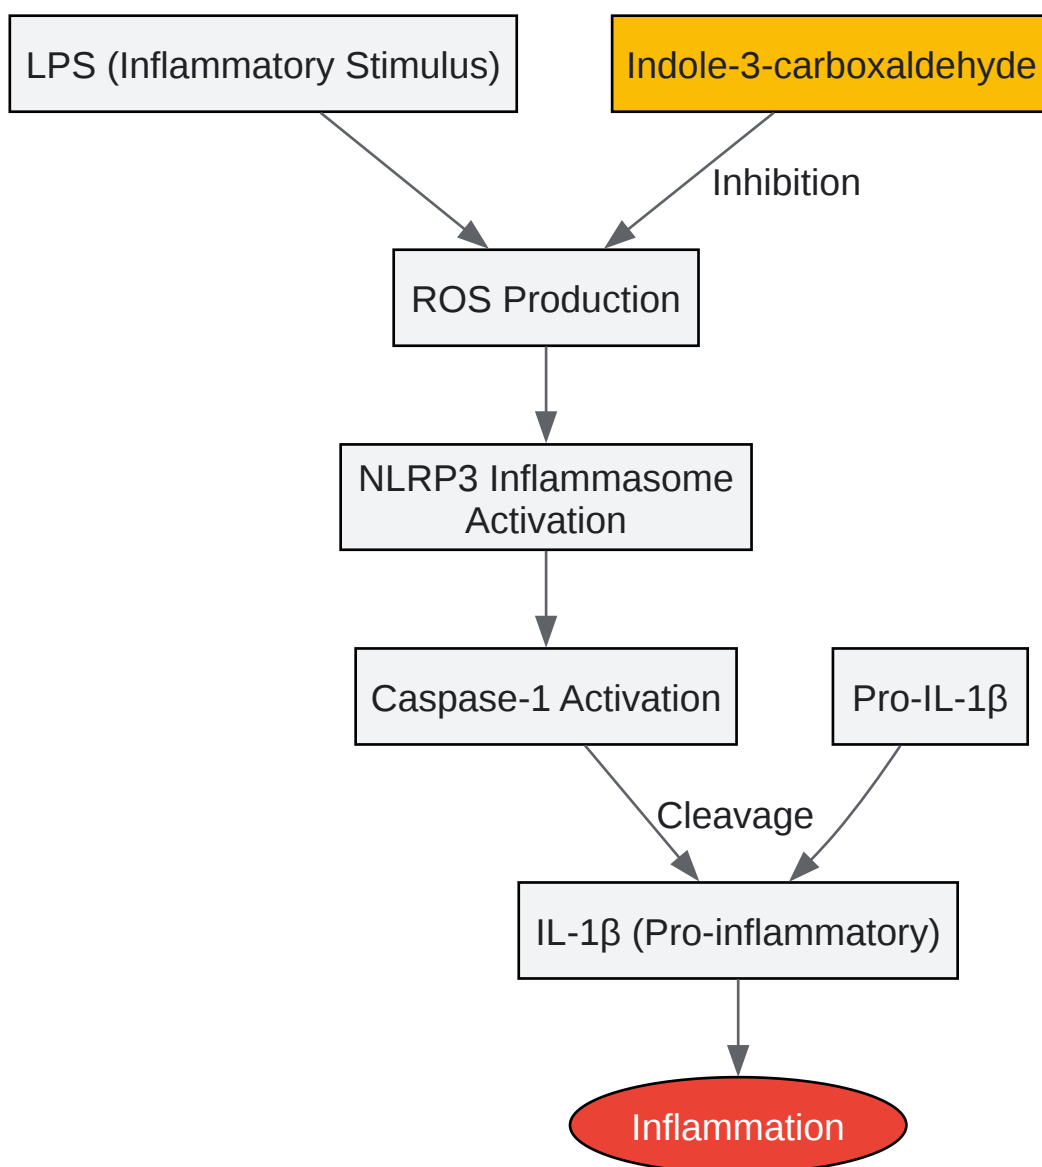 LPS (Inflammatory Stimulus)
Indole-3-carboxaldehyde
Inhibition
ROS Production
NLRP3 Inflammasome
Activation
Caspase-1 Activation
Pro-IL-1β
Cleavage
IL-1β (Pro-inflammatory)
Inflammation